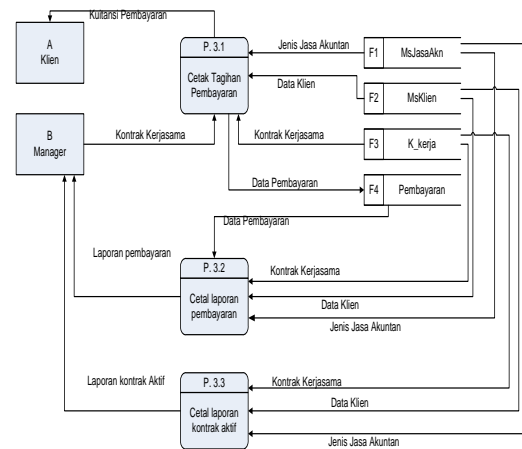 Kuitansi Pembayaran
A
Klien
P. 3.1
Cetak Tagihan
Pembayaran
Jenis Jasa Akuntan
F1 MsJasaAkn
Data Klien
F2 MsKlien
B
Manager
Kontrak Kerjasama
Kontrak Kerjasama
F3 K_kerja
Data Pembayaran
F4 Pembayaran
Data Pembayaran
Laporan pembayaran
P. 3.2
Cetal laporan
pembayaran
Kontrak Kerjasama
Data Klien
Jenis Jasa Akuntan
Laporan kontrak Aktif
P. 3.3
Cetal laporan
kontrak aktif
Kontrak Kerjasama
Data Klien
Jenis Jasa Akuntan